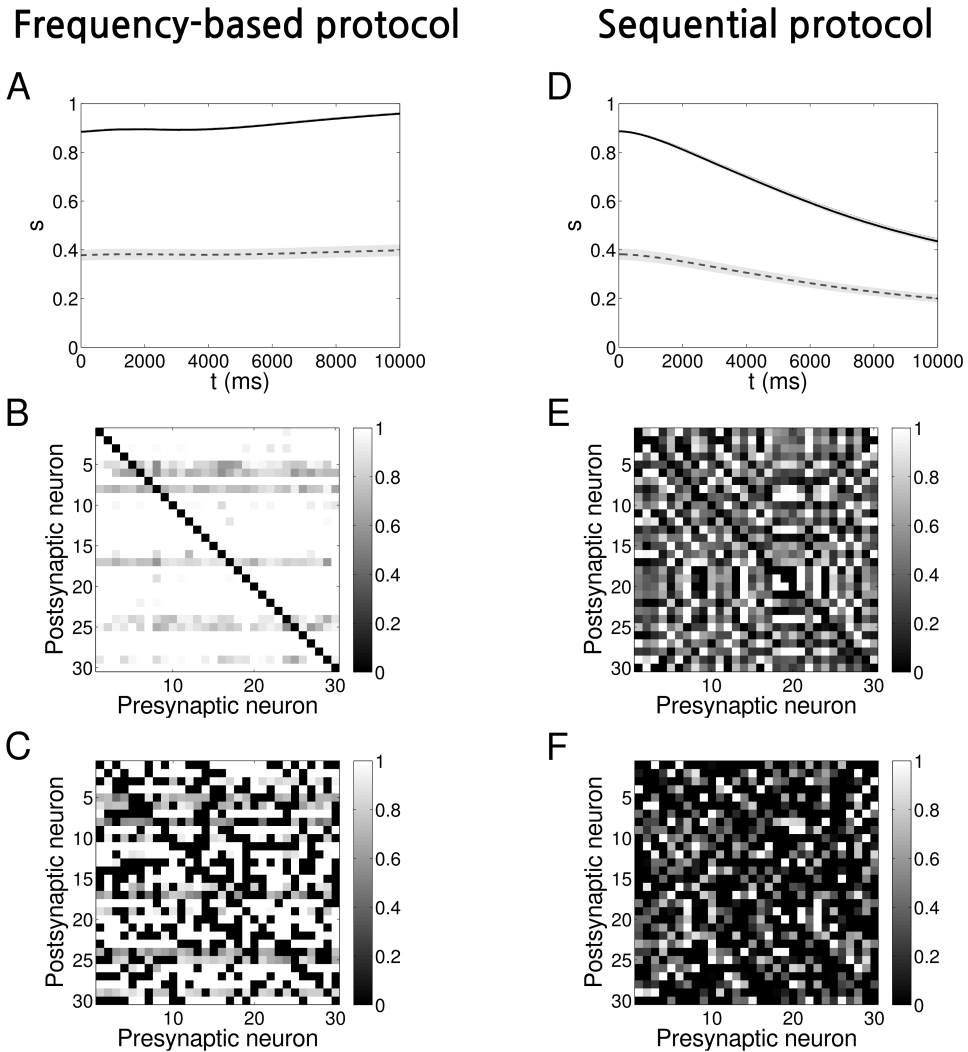 Frequency-based protocol
Sequential protocol
A
1
0.8
0.6
0.4
0.2
0
s
0 2000 4000 6000 8000 10000
t (ms)
D
1
0.8
0.6
0.4
0.2
0
s
0 2000 4000 6000 8000 10000
t (ms)
B
Postsynaptic neuron
5
10
15
20
25
30
10 20 30
Presynaptic neuron
1
0.8
0.6
0.4
0.2
0
E
Postsynaptic neuron
5
10
15
20
25
30
10 20 30
Presynaptic neuron
1
0.8
0.6
0.4
0.2
0
C
Postsynaptic neuron
5
10
15
20
25
30
10 20 30
Presynaptic neuron
1
0.8
0.6
0.4
0.2
0
F
Postsynaptic neuron
5
10
15
20
25
30
10 20 30
Presynaptic neuron
1
0.8
0.6
0.4
0.2
0